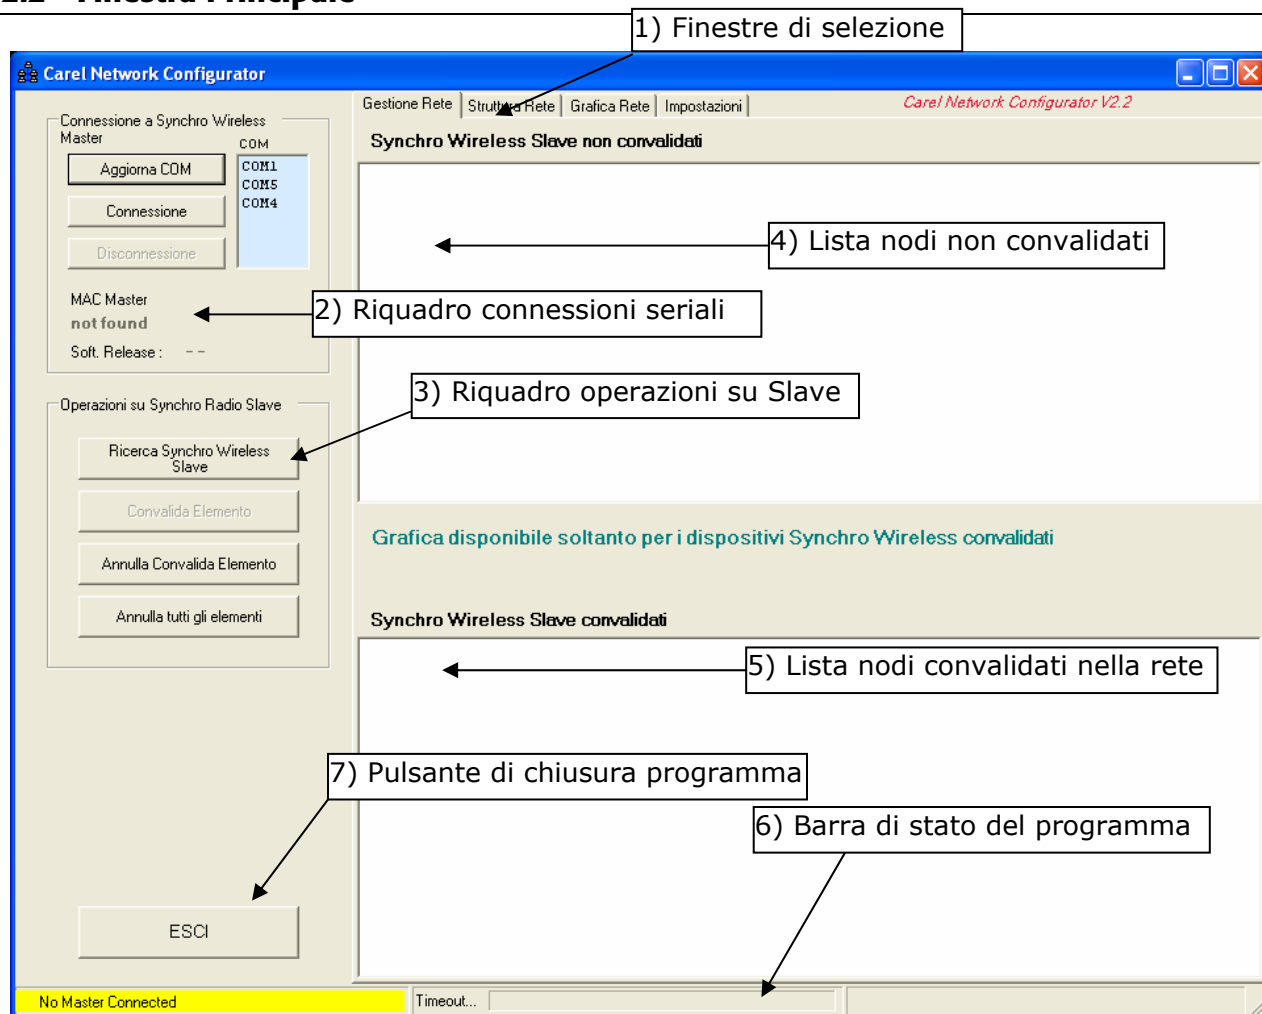 2.2 Finestra Principale
1) Finestre di selezione
Carel Network Configurator
Gestione Rete
Struttura Rete
Grafica Rete
Impostazioni
Carel Network Configurator V2.2
Connessione a Synchro Wireless
Master
COM
Aggiorna COM
Connessione
Disconnessione
COM1
COM5
COM4
MAC Master
not found
Soft. Release : --
Synchro Wireless Slave non convalidati
4) Lista nodi non convalidati
2) Riquadro connessioni seriali
3) Riquadro operazioni su Slave
Operazioni su Synchro Radio Slave
Ricerca Synchro Wireless
Slave
Convalida Elemento
Annulla Convalida Elemento
Annulla tutti gli elementi
Grafica disponibile soltanto per i dispositivi Synchro Wireless convalidati
Synchro Wireless Slave convalidati
5) Lista nodi convalidati nella rete
7) Pulsante di chiusura programma
6) Barra di stato del programma
ESCI
No Master Connected
Timeout...